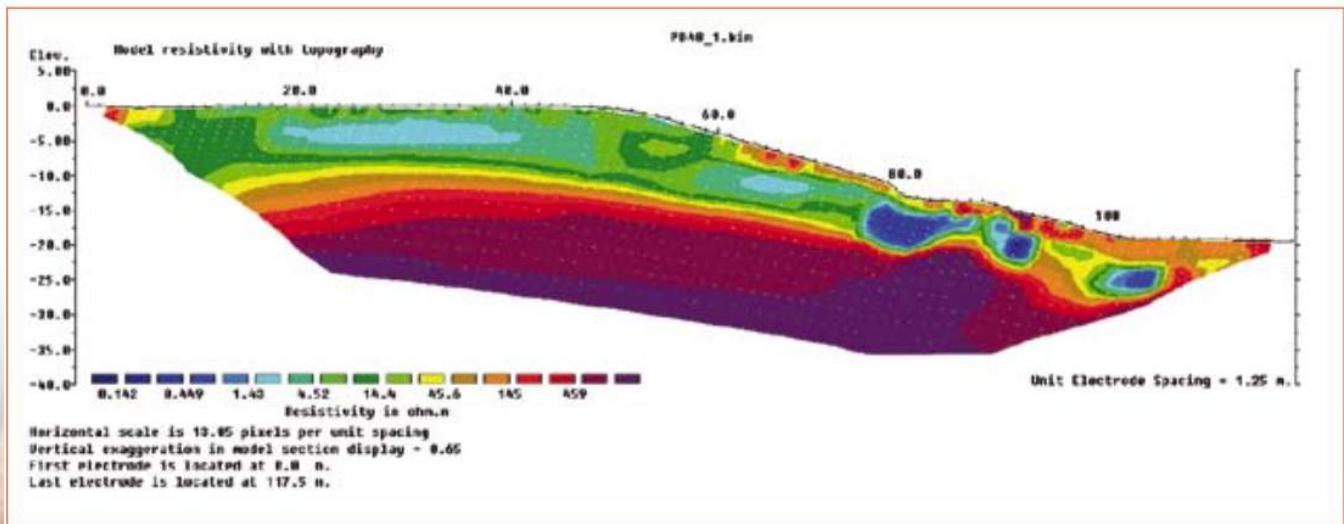 PB40_1.bin
Model resistivity with topography
Elev.
5.00
0.0
-5.00
-10.0
-15.0
-20.0
-25.0
-30.0
-35.0
-40.0
0.0 20.0 40.0
60.0
80.0
100
0.142 0.449 1.43 4.52 14.4 45.6 145 459
Resistivity in ohm.m
Unit Electrode Spacing = 1.25 m.
Horizontal scale is 13.05 pixels per unit spacing
Vertical exaggeration in model section display = 0.65
First electrode is located at 0.0 m.
Last electrode is located at 117.5 m.